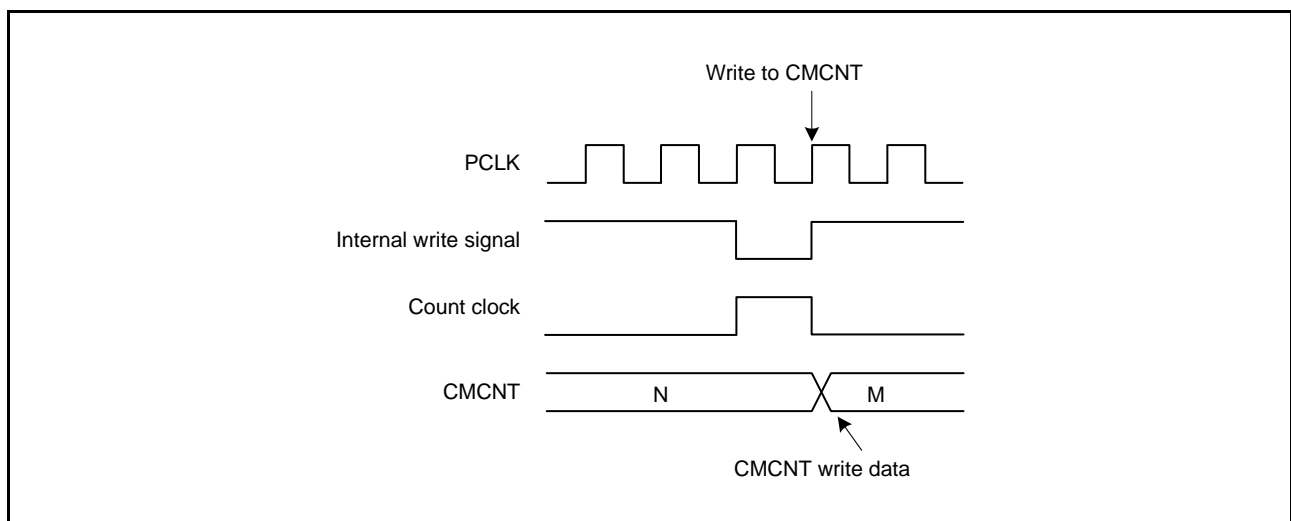 Write to CMCNT
PCLK
Internal write signal
Count clock
CMCNT
N
M
CMCNT write data